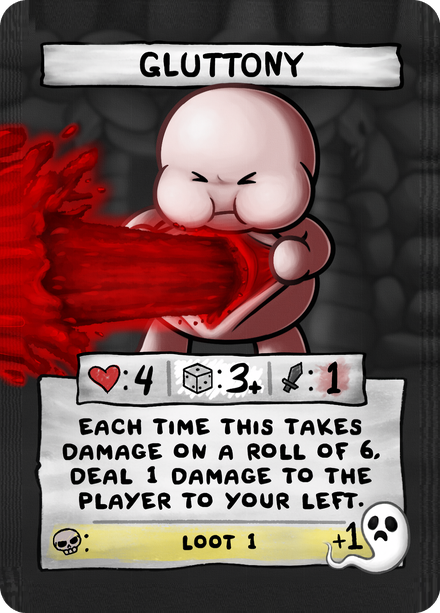 GLUTTONY
:4 :3+ :1
EACH TIME THIS TAKES
DAMAGE ON A ROLL OF 6,
DEAL 1 DAMAGE TO THE
PLAYER TO YOUR LEFT.
: LOOT 1 +1